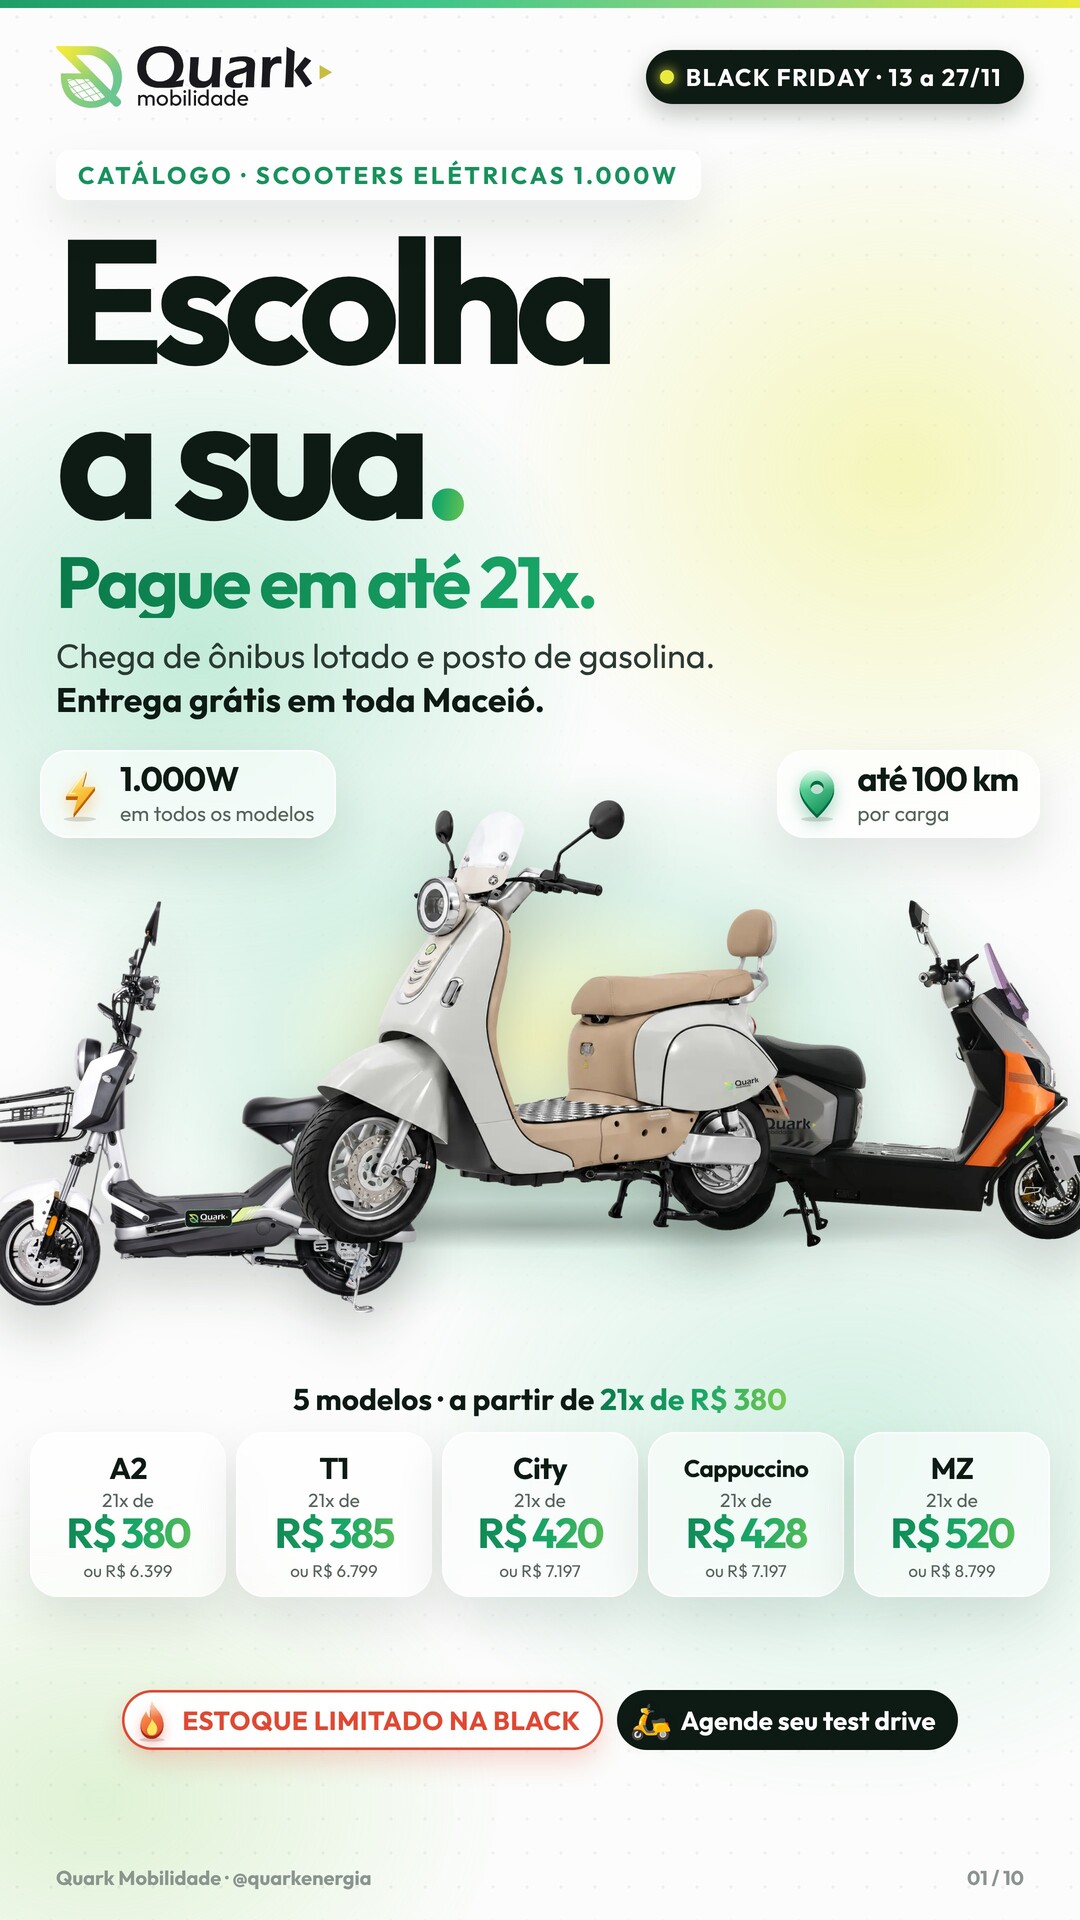 Quark
mobilidade
BLACK FRIDAY · 13 a 27/11
CATÁLOGO · SCOOTERS ELÉTRICAS 1.000W
Escolha
a sua.
Pague em até 21x.
Chega de ônibus lotado e posto de gasolina.
Entrega grátis em toda Maceió.
1.000W
em todos os modelos
até 100 km
por carga
Quark
Quark
Quark
5 modelos · a partir de 21x de R$ 380
A2
21x de
R$ 380
ou R$ 6.399
T1
21x de
R$ 385
ou R$ 6.799
City
21x de
R$ 420
ou R$ 7.197
Cappuccino
21x de
R$ 428
ou R$ 7.197
MZ
21x de
R$ 520
ou R$ 8.799
ESTOQUE LIMITADO NA BLACK
Agende seu test drive
Quark Mobilidade · @quarkenergia
01 / 10